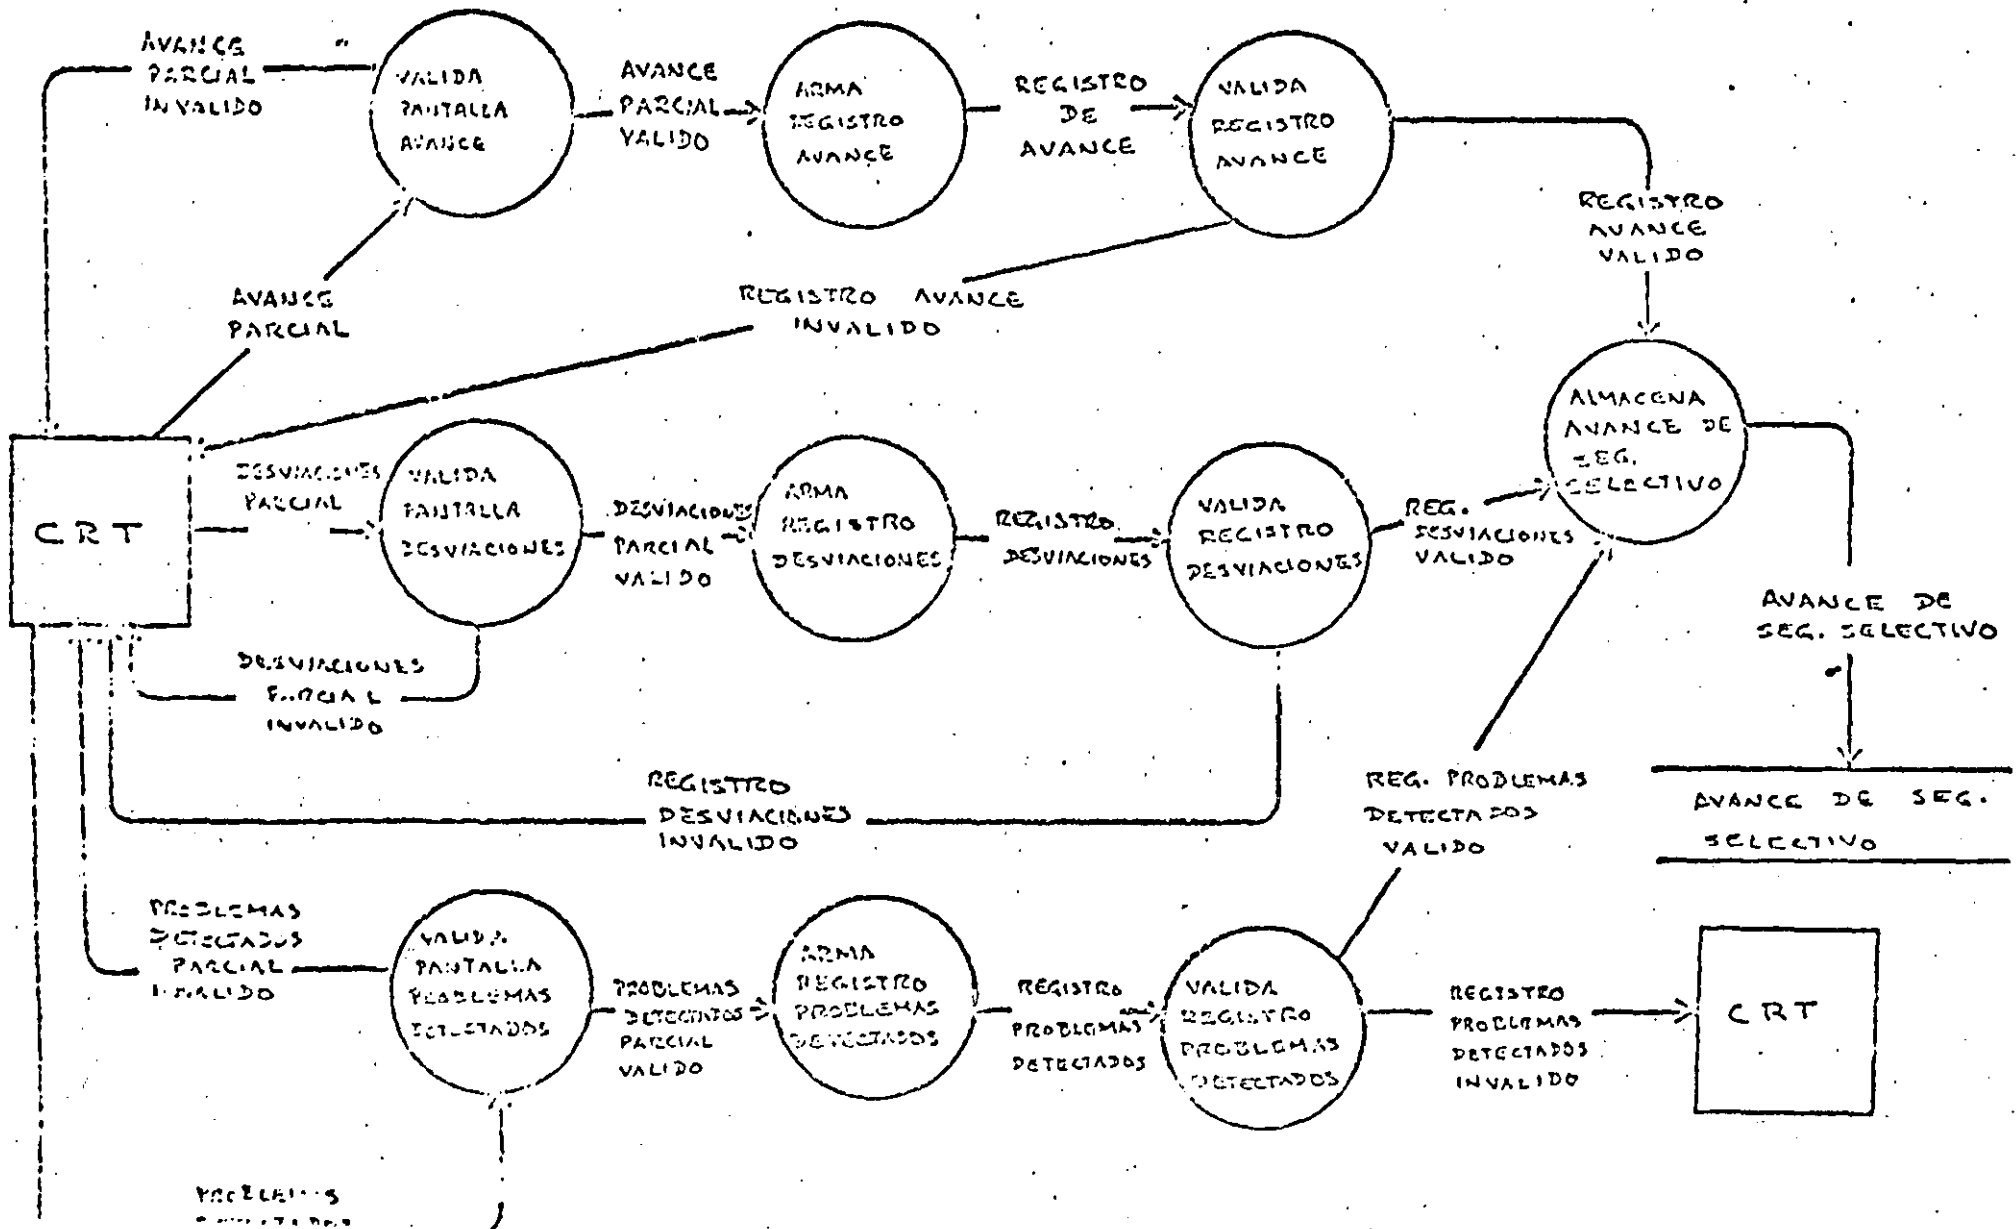 AVANCE
PARCIAL
INVALIDO
VALIDA
PANTALLA
AVANCE
AVANCE
PARCIAL
VALIDO
ARMA
REGISTRO
AVANCE
REGISTRO
DE
AVANCE
VALIDA
REGISTRO
AVANCE
REGISTRO
AVANCE
VALIDO
AVANCE
PARCIAL
REGISTRO AVANCE
INVALIDO
ALMACENA
AVANCE DE
SEG.
SELECTIVO
CRT
DESVIACIONES
PARCIAL
VALIDA
PANTALLA
DESVIACIONES
DESVIACIONES
PARCIAL
VALIDO
ARMA
REGISTRO
DESVIACIONES
REGISTRO
DESVIACIONES
VALIDA
REGISTRO
DESVIACIONES
REG.
DESVIACIONES
VALIDO
AVANCE DE
SEG. SELECTIVO
DESVIACIONES
PARCIAL
INVALIDO
REGISTRO
DESVIACIONES
INVALIDO
REG. PROBLEMAS
DETECTADOS
VALIDO
AVANCE DE SEG.
SELECTIVO
PROBLEMAS
DETECTADOS
PARCIAL
INVALIDO
VALIDA
PANTALLA
PROBLEMAS
DETECTADOS
PROBLEMAS
DETECTADOS
PARCIAL
VALIDO
ARMA
REGISTRO
PROBLEMAS
DETECTADOS
REGISTRO
PROBLEMAS
DETECTADOS
VALIDA
REGISTRO
PROBLEMAS
DETECTADOS
REGISTRO
PROBLEMAS
DETECTADOS
INVALIDO
CRT
PROBLEMAS